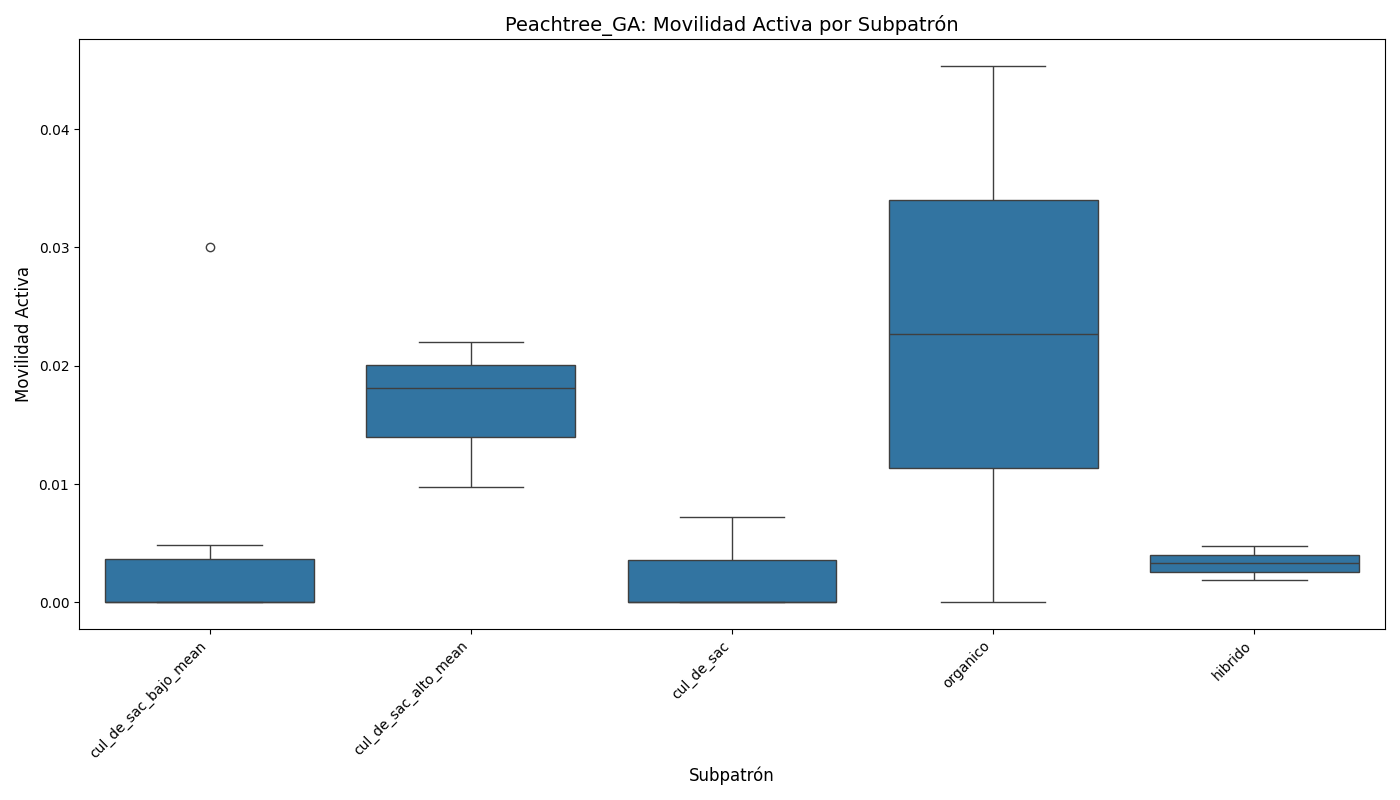 Peachtree_GA: Movilidad Activa por Subpatrón
Movilidad Activa
0.04
0.03
0.02
0.01
0.00
cul_de_sac_bajo_mean
cul_de_sac_alto_mean
cul_de_sac
organico
hibrido
Subpatrón